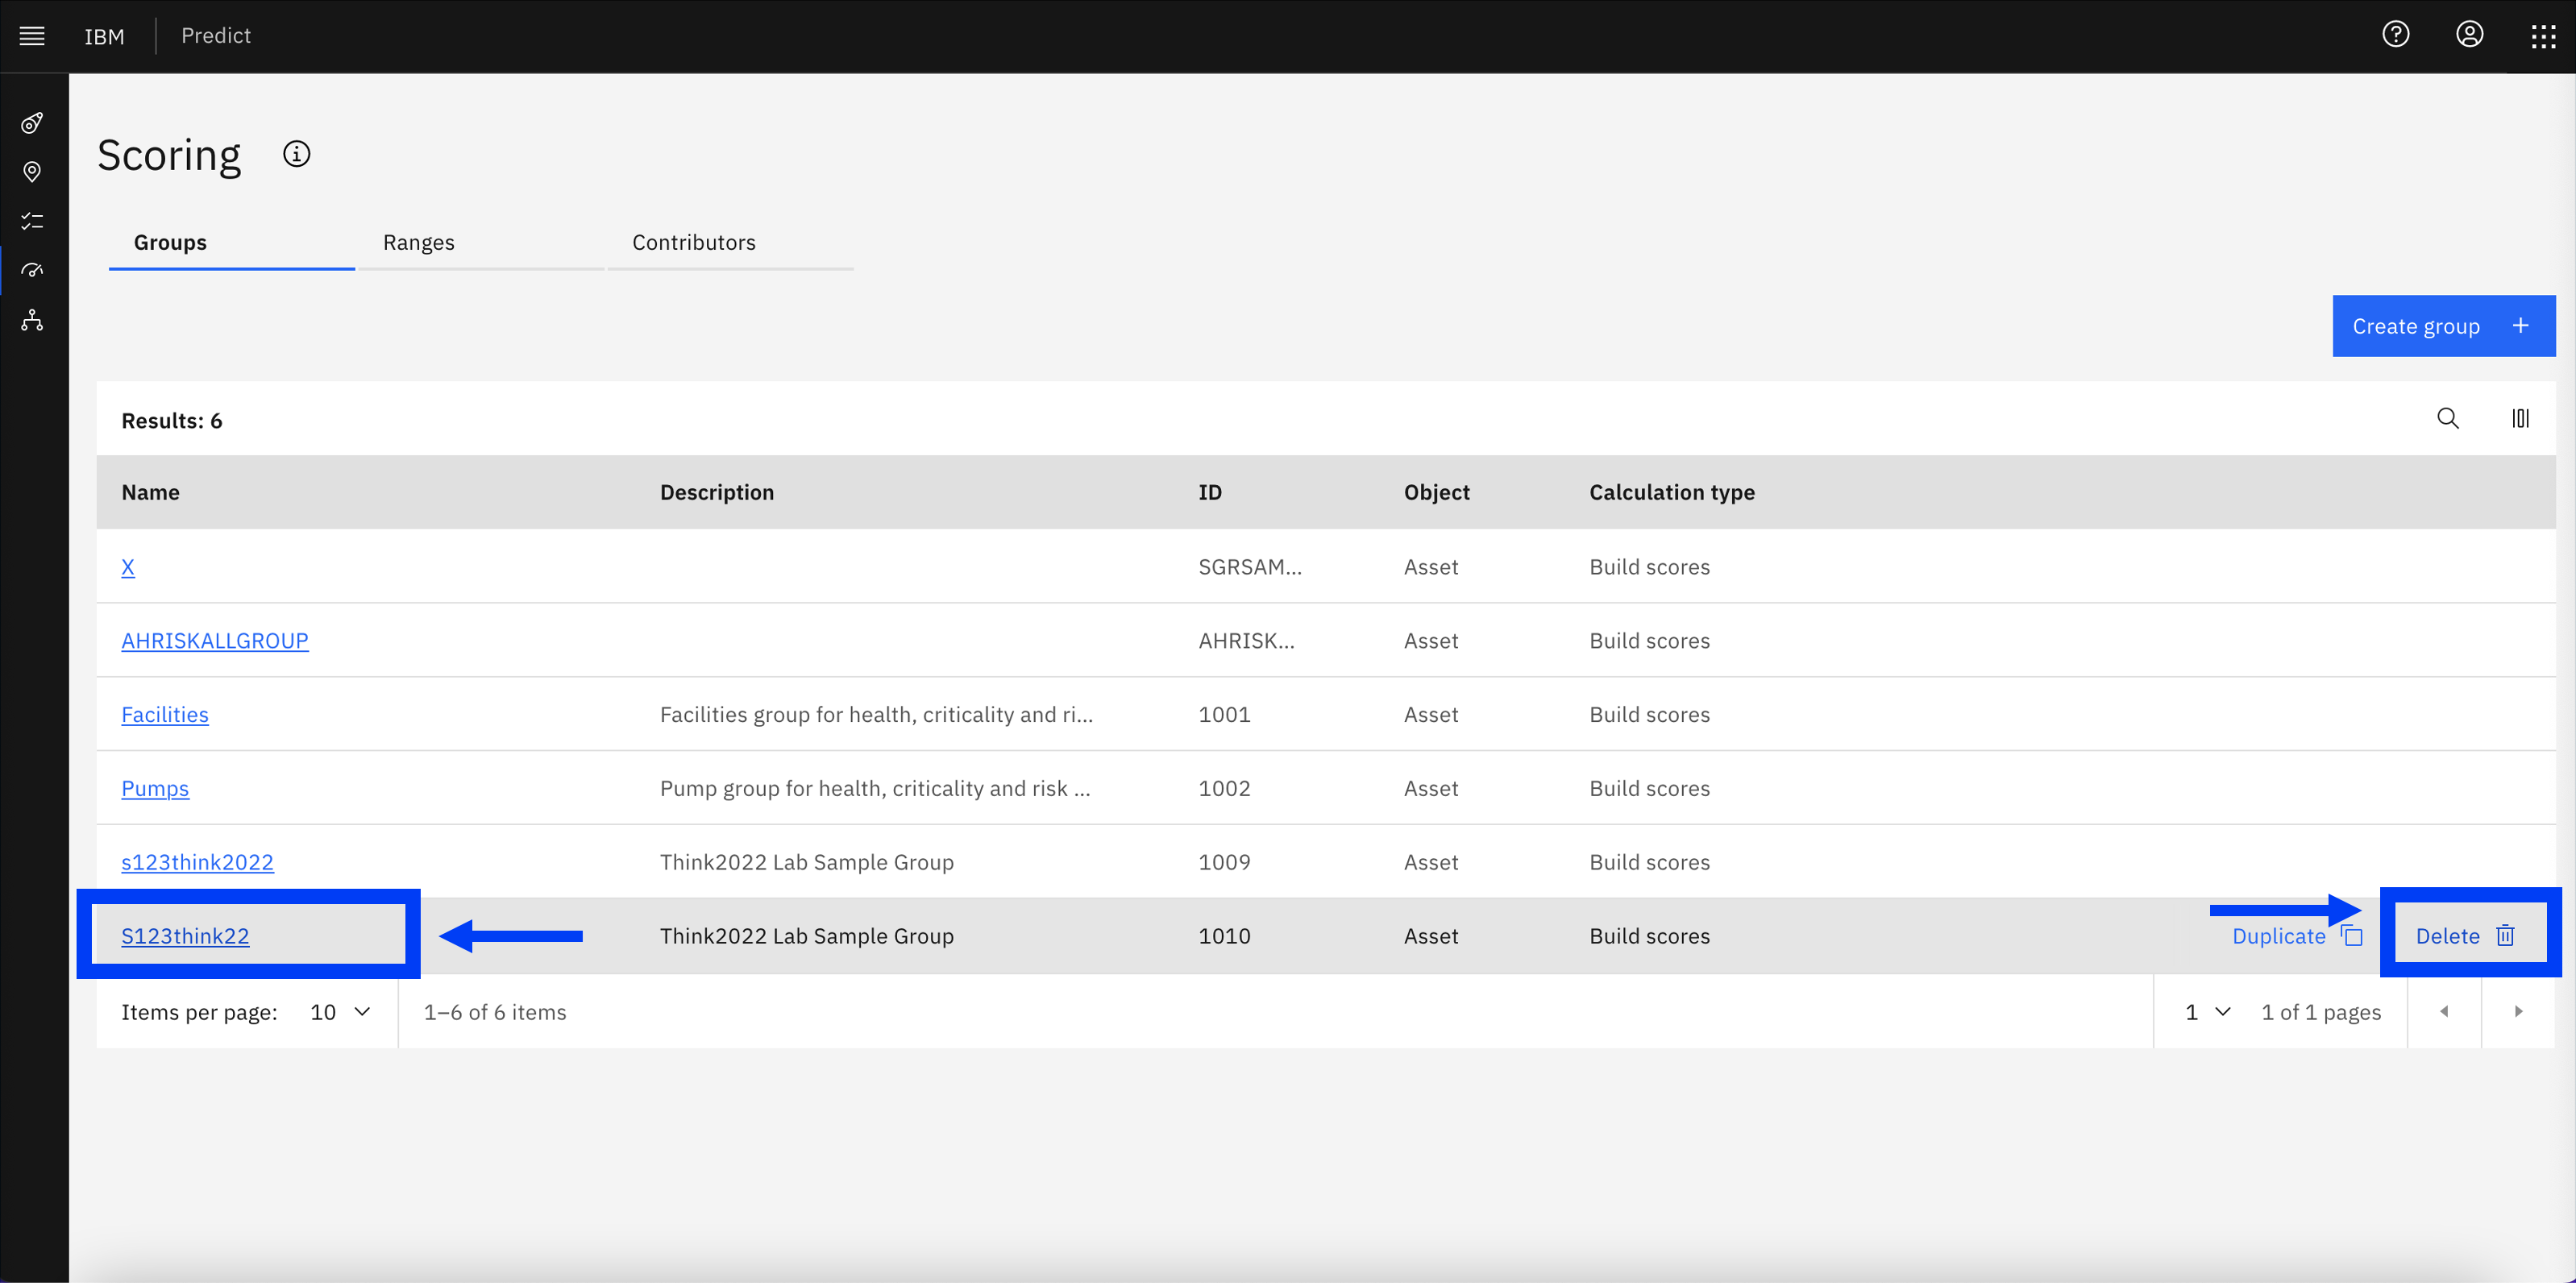 IBM Predict
Scoring
Groups Ranges Contributors
Create group +
Results: 6
Name Description ID Object Calculation type
X SGRSAM... Asset Build scores
AHRISKALLGROUP AHRISK... Asset Build scores
Facilities Facilities group for health, criticality and ri... 1001 Asset Build scores
Pumps Pump group for health, criticality and risk ... 1002 Asset Build scores
s123think2022 Think2022 Lab Sample Group 1009 Asset Build scores
S123think22 Think2022 Lab Sample Group 1010 Asset Build scores Duplicate Delete
Items per page: 10 1–6 of 6 items 1 1 of 1 pages